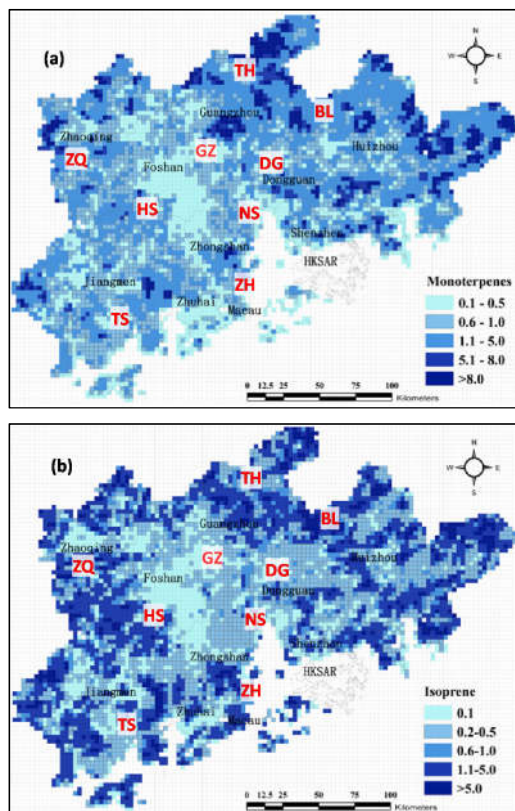 (a)
N
W E
S
TH
Guangzhou
BL
Zhaoqing
ZQ
GZ
Huizhou
Foshan
DG
Dongguan
HS
NS
Shenzhen
Zhongshan
HKSAR
Jiangmen
ZH
Monoterpenes
Zhuhai
Macau
0.1 - 0.5
TS
0.6 - 1.0
1.1 - 5.0
5.1 - 8.0
>8.0
0 12.5 25 50 75 100
Kilometers
(b)
N
W E
S
TH
Guangzhou
BL
Zhaoqing
ZQ
GZ
Huizhou
Foshan
DG
Dongguan
HS
NS
Shenzhen
Zhongshan
HKSAR
Jiangmen
ZH
Isoprene
Zhuhai
Macau
0.1
TS
0.2-0.5
0.6-1.0
1.1-5.0
>5.0
0 12.5 25 50 75 100
Kilometers